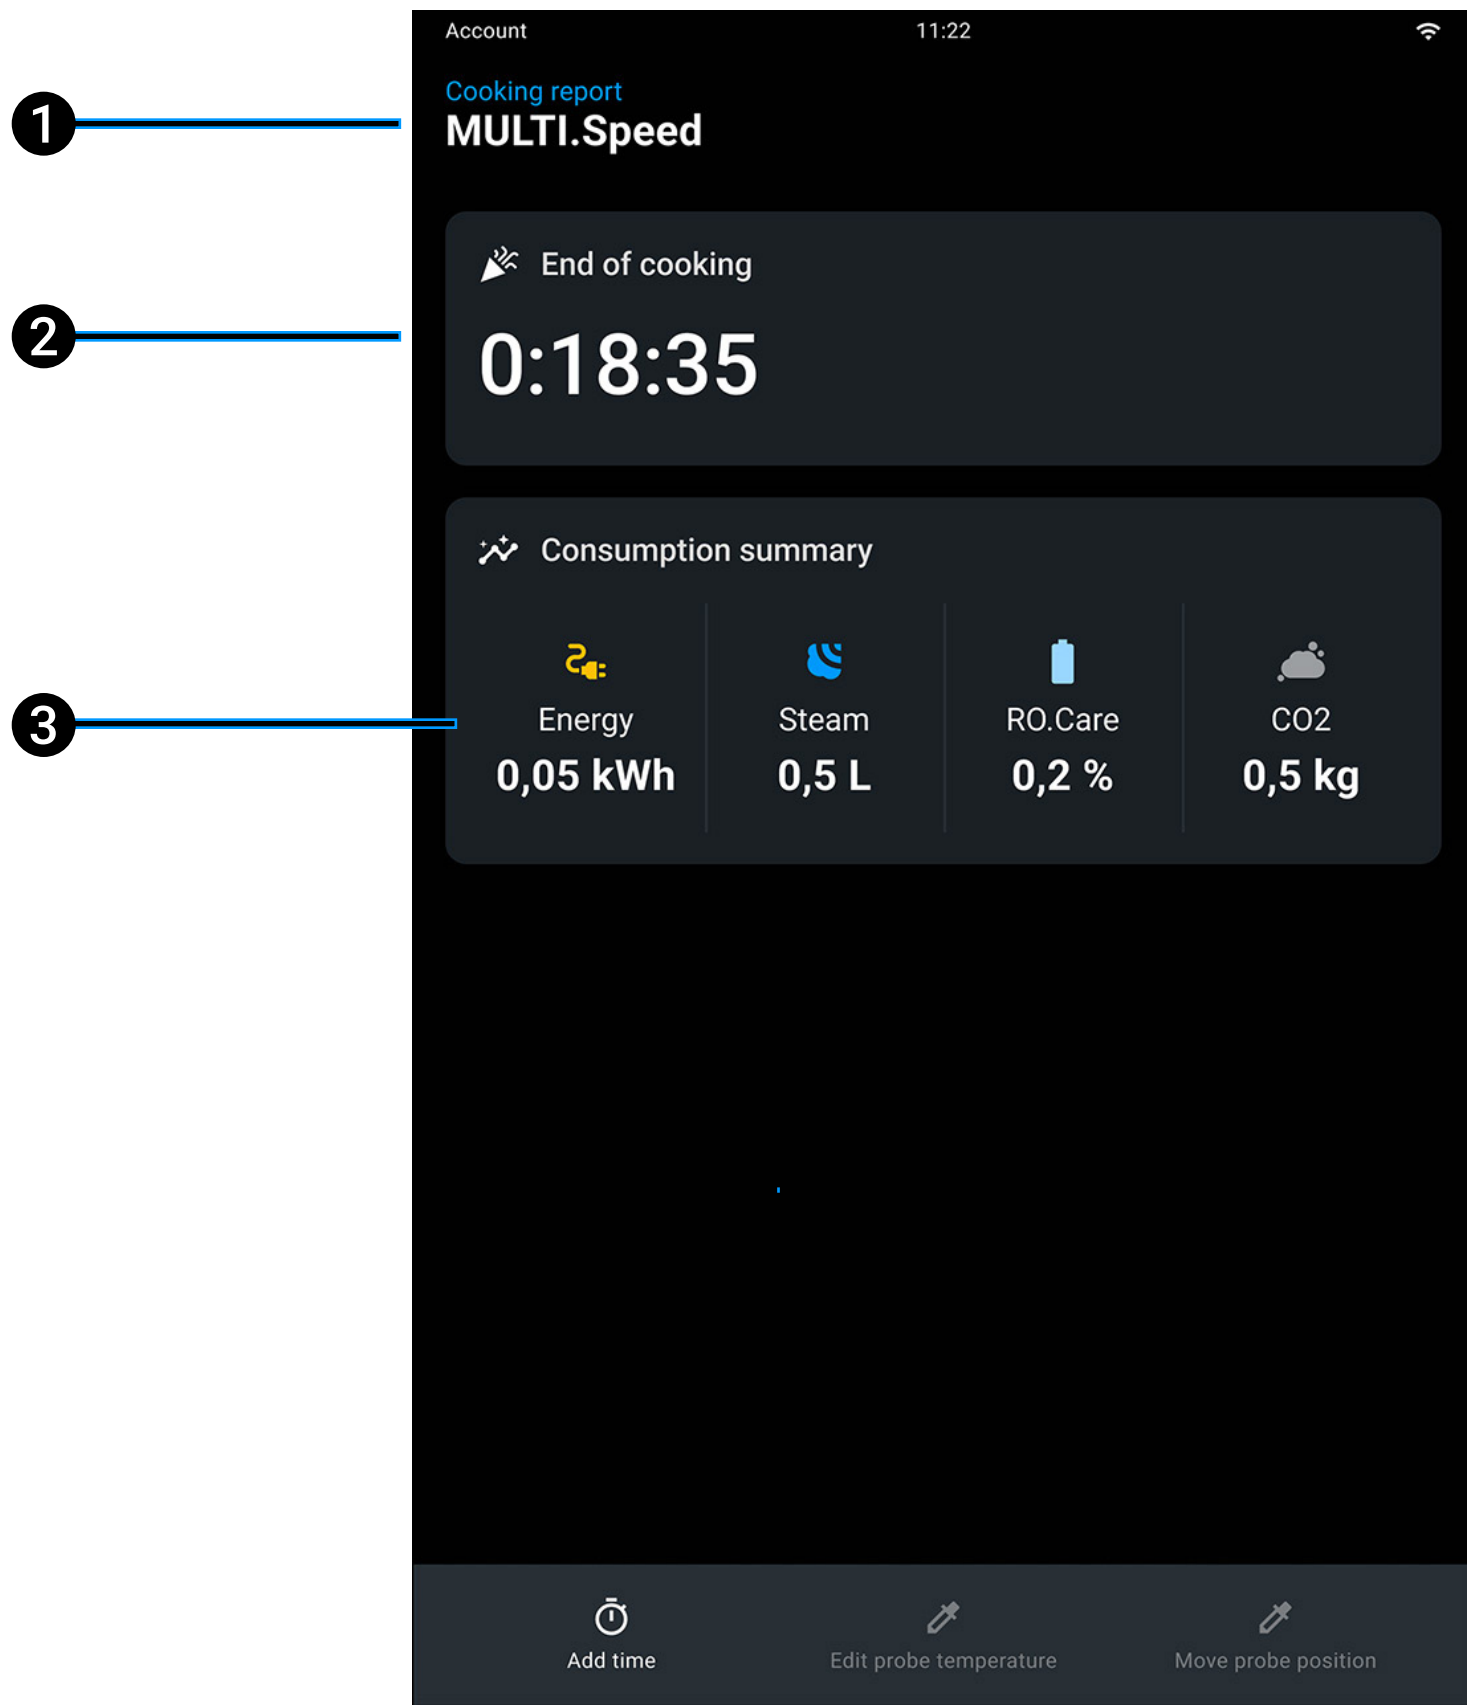 Account 11:22
Cooking report
1
MULTI.Speed
End of cooking
2
0:18:35
Consumption summary
3
Energy Steam RO.Care CO2
0,05 kWh 0,5 L 0,2 % 0,5 kg
Add time Edit probe temperature Move probe position